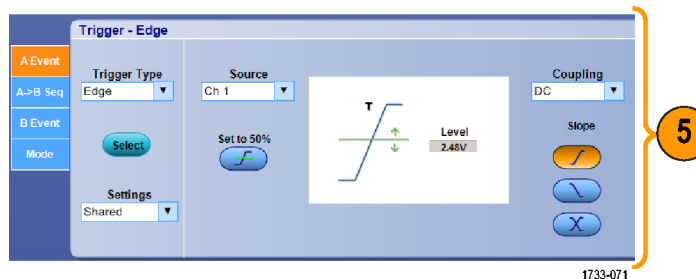 Trigger - Edge
A Event
A->B Seq
B Event
Mode
Trigger Type
Edge
Select
Settings
Shared
Source
Ch 1
Set to 50%
T
Level
2.48V
Coupling
DC
Slope
5
1733-071